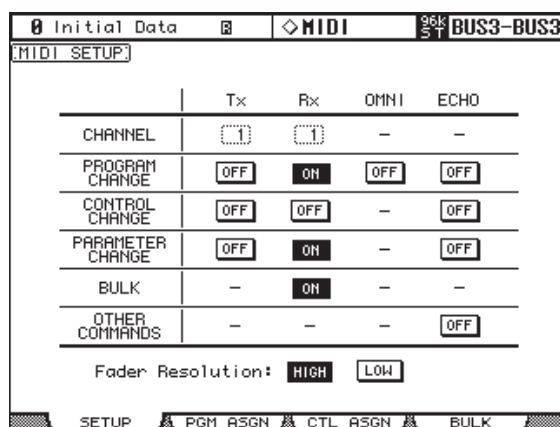 0 Initial Data R ◇MIDI 96k ST BUS3-BUS3
MIDI SETUP
Tx Rx OMNI ECHO
CHANNEL 1 1 – –
PROGRAM CHANGE OFF ON OFF OFF
CONTROL CHANGE OFF OFF – OFF
PARAMETER CHANGE OFF ON – OFF
BULK – ON – –
OTHER COMMANDS – – – OFF
Fader Resolution: HIGH LOW
SETUP PGM ASGN CTL ASGN BULK